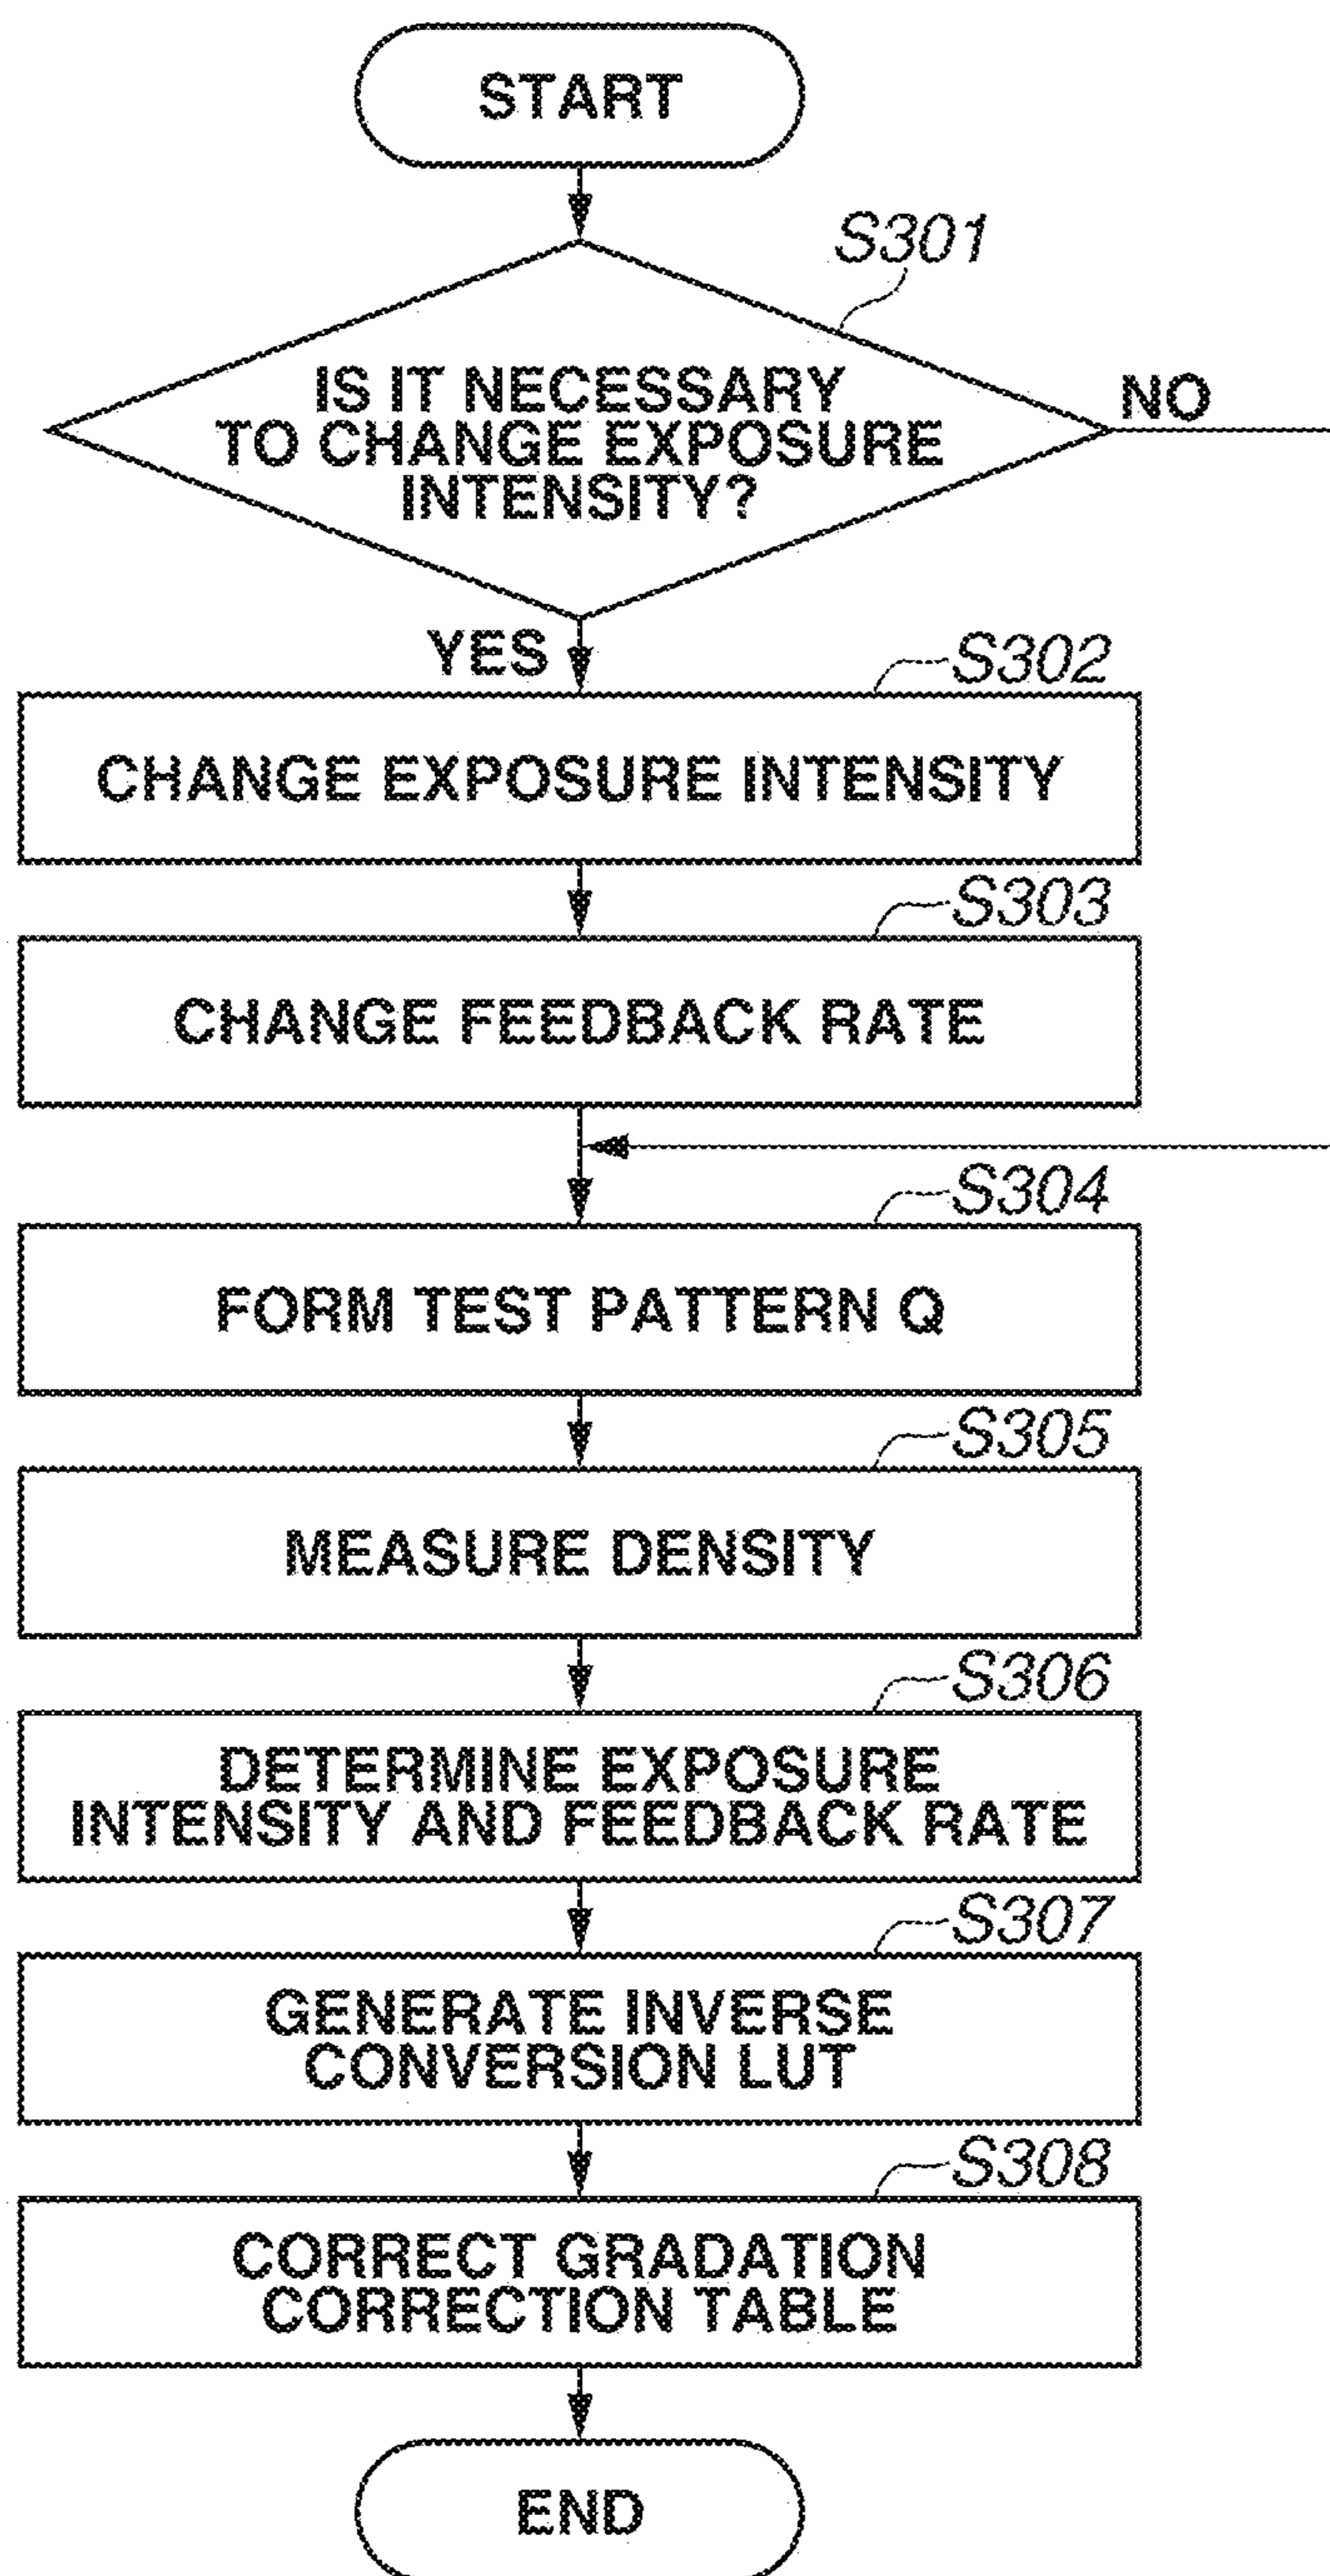 START
S301
IS IT NECESSARY
TO CHANGE EXPOSURE
INTENSITY?
NO
YES
S302
CHANGE EXPOSURE INTENSITY
S303
CHANGE FEEDBACK RATE
S304
FORM TEST PATTERN Q
S305
MEASURE DENSITY
S306
DETERMINE EXPOSURE
INTENSITY AND FEEDBACK RATE
S307
GENERATE INVERSE
CONVERSION LUT
S308
CORRECT GRADATION
CORRECTION TABLE
END